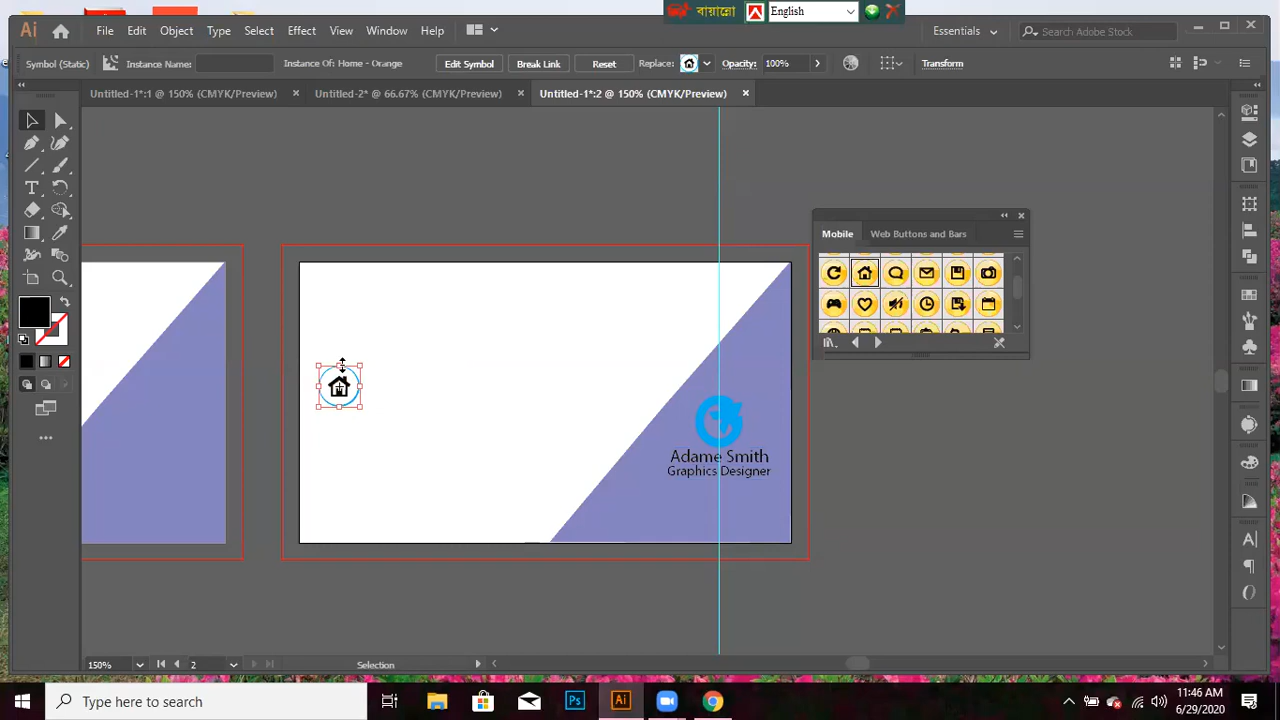 বায়ান্নো
English
Ai
File Edit Object Type Select Effect View Window Help
Essentials
Search Adobe Stock
Symbol (Static)
Instance Name:
Instance Of: Home - Orange
Edit Symbol
Break Link
Reset
Replace:
Opacity:
100%
Transform
Untitled-1*:1 @ 150% (CMYK/Preview)
Untitled-2* @ 66.67% (CMYK/Preview)
Untitled-1*:2 @ 150% (CMYK/Preview)
Mobile
Web Buttons and Bars
Adame Smith
Graphics Designer
150%
2
Selection
Type here to search
Ps
Ai
6/29/2020